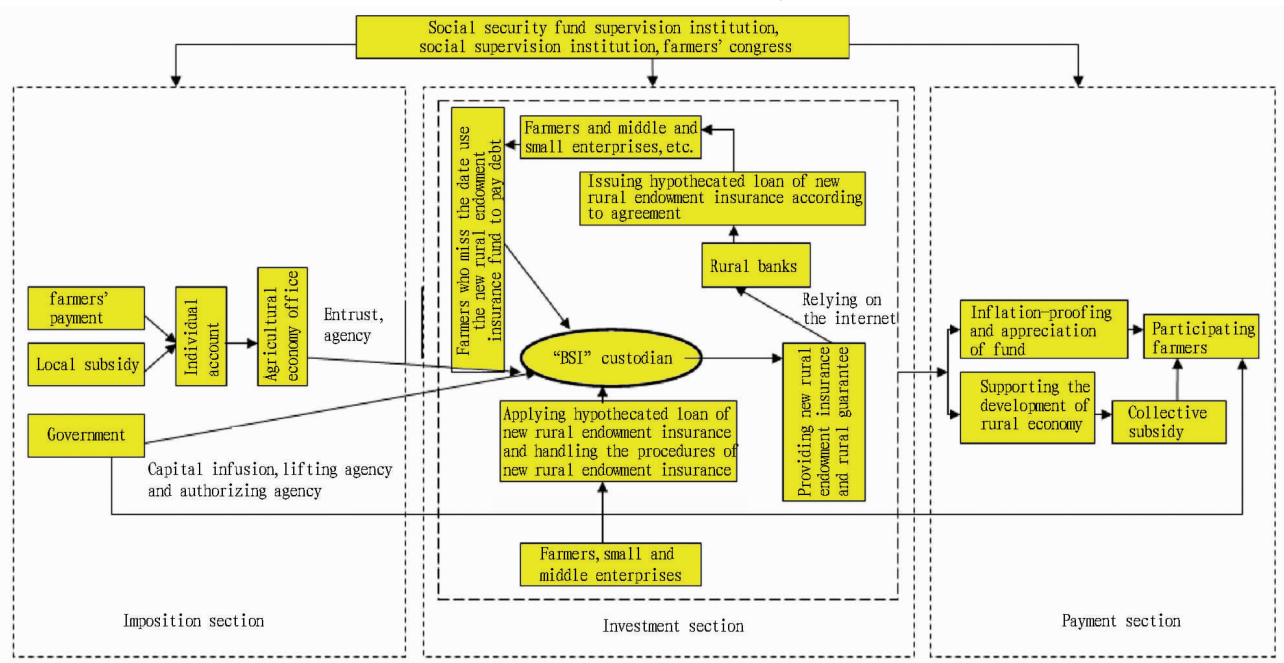 Social security fund supervision institution,
social supervision institution, farmers' congress
farmers'
payment
Local subsidy
Individual
account
Agricultural
economy office
Government
Entrust,
agency
Capital infusion, lifting agency
and authorizing agency
Imposition section
Farmers who miss the date use
the new rural endowment
insurance fund to pay debt
Farmers and middle and
small enterprises, etc.
Issuing hypothecated loan of new
rural endowment insurance according
to agreement
Rural banks
Relying on
the internet
"BSI" custodian
Applying hypothecated loan of
new rural endowment insurance
and handling the procedures of
new rural endowment insurance
Providing new rural
endowment insurance
and rural guarantee
Farmers, small and
middle enterprises
Investment section
Inflation-proofing
and appreciation
of fund
Participating
farmers
Supporting the
development of
rural economy
Collective
subsidy
Payment section